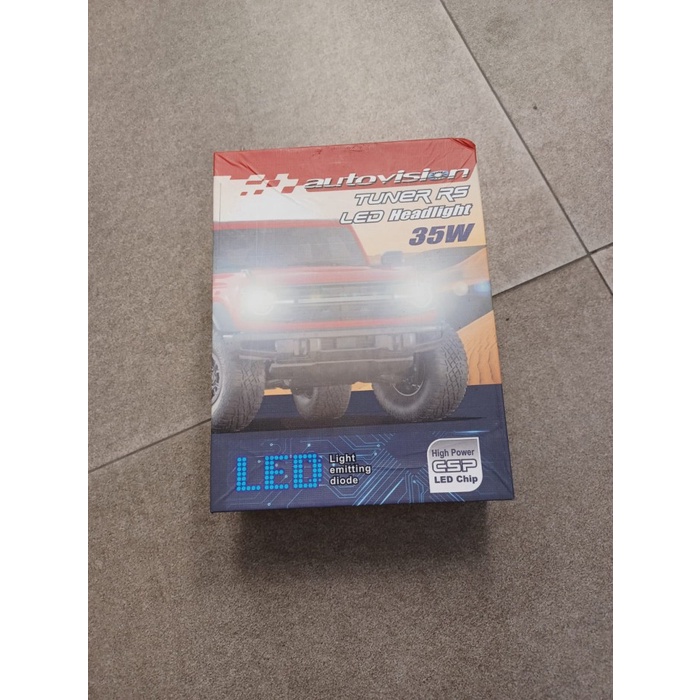 autovision
TUNER RS
LED Headlight
35W
LED
Light
emitting
diode
High Power
CSP
LED Chip